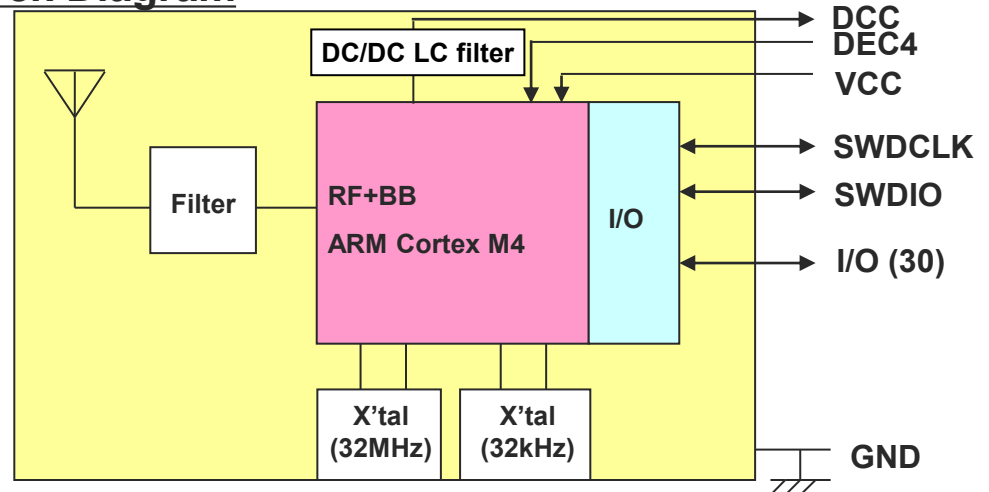 Diagram
DCC
DC/DC LC filter
DEC4
VCC
SWDCLK
Filter
RF+BB
ARM Cortex M4
I/O
SWDIO
I/O (30)
X’tal
(32MHz)
X’tal
(32kHz)
GND